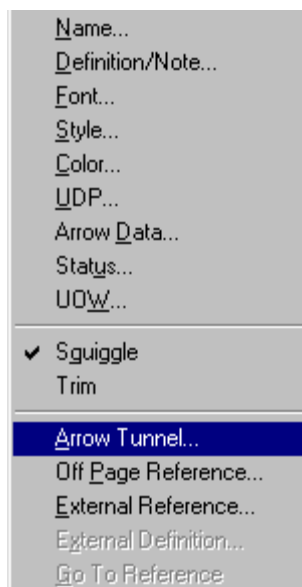 Name...
Definition/Note...
Font...
Style...
Color...
UDP...
Arrow Data...
Status...
UOW...
Squiggle
Trim
Arrow Tunnel...
Off Page Reference...
External Reference...
External Definition...
Go To Reference